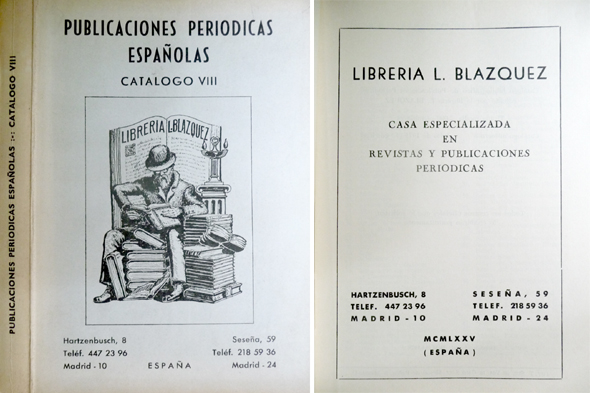 PUBLICACIONES PERIODICAS ESPAÑOLAS :-: CATALOGO VIII
PUBLICACIONES PERIODICAS
ESPAÑOLAS
CATALOGO VIII
LIBRERIA L.BLAZQUEZ
Hartzenbusch, 8 Seseña, 59
Teléf. 447 23 96 Teléf. 218 59 36
Madrid - 10 ESPAÑA Madrid - 24
LIBRERIA L. BLAZQUEZ
CASA ESPECIALIZADA
EN
REVISTAS Y PUBLICACIONES
PERIODICAS
HARTZENBUSCH, 8 SESEÑA, 59
TELEF. 447 23 96 TELEF. 218 59 36
MADRID - 10 MADRID - 24
MCMLXXV
(ESPAÑA)